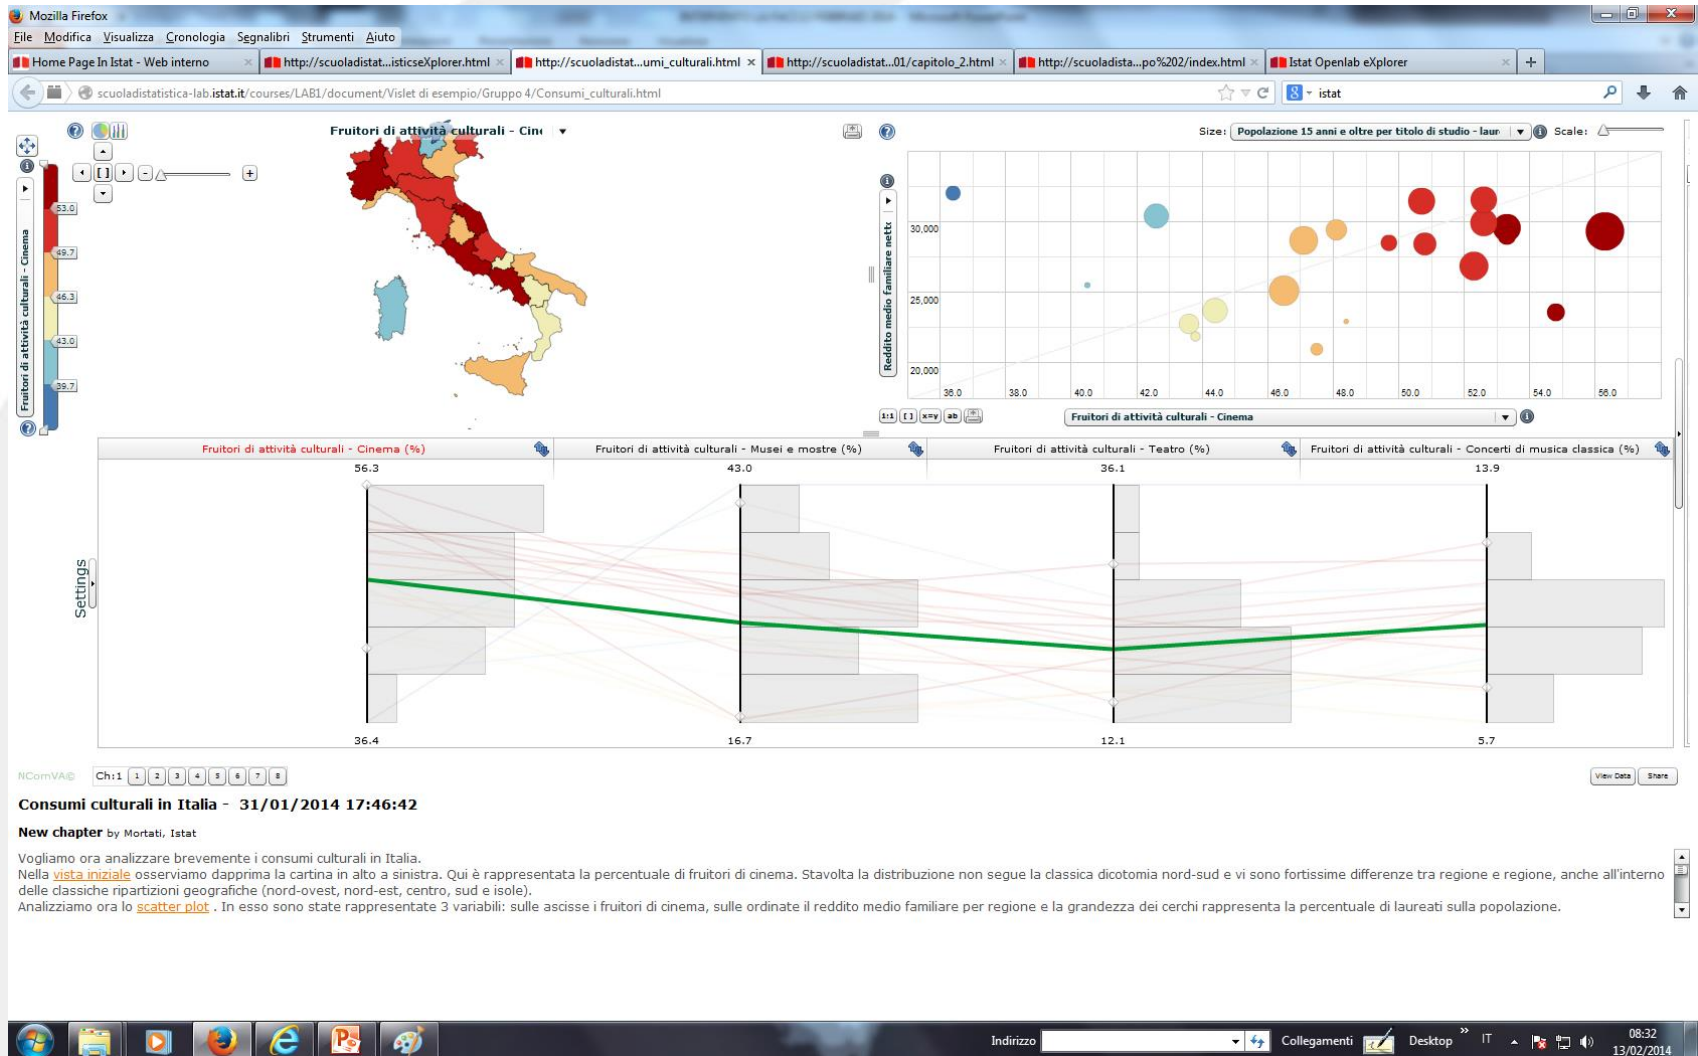 Mozilla Firefox
File Modifica Visualizza Cronologia Segnalibri Strumenti Aiuto
Home Page In Istat - Web interno
http://scuoladistat...isticseXplorer.html
http://scuoladistat...umi_culturali.html
http://scuoladistat...01/capitolo_2.html
http://scuoladista...po%202/index.html
Istat Openlab eXplorer
scuoladistatistica-lab.istat.it/courses/LAB1/document/Vislet di esempio/Gruppo 4/Consumi_culturali.html
istat
Fruitori di attività culturali - Cin
53.0
49.7
46.3
43.0
39.7
Fruitori di attività culturali - Cinema
Size: Popolazione 15 anni e oltre per titolo di studio - laur
Scale:
Reddito medio familiare nett
30,000
25,000
20,000
36.0 38.0 40.0 42.0 44.0 46.0 48.0 50.0 52.0 54.0 56.0
1:1 [ ] x=y ab
Fruitori di attività culturali - Cinema
Fruitori di attività culturali - Cinema (%)
Fruitori di attività culturali - Musei e mostre (%)
Fruitori di attività culturali - Teatro (%)
Fruitori di attività culturali - Concerti di musica classica (%)
56.3 43.0 36.1 13.9
Settings
36.4 16.7 12.1 5.7
NComVA©
Ch:1 1 2 3 4 5 6 7 8
View Data Share
Consumi culturali in Italia - 31/01/2014 17:46:42
New chapter by Mortati, Istat
Vogliamo ora analizzare brevemente i consumi culturali in Italia.
Nella vista iniziale osserviamo dapprima la cartina in alto a sinistra. Qui è rappresentata la percentuale di fruitori di cinema. Stavolta la distribuzione non segue la classica dicotomia nord-sud e vi sono fortissime differenze tra regione e regione, anche all'interno
delle classiche ripartizioni geografiche (nord-ovest, nord-est, centro, sud e isole).
Analizziamo ora lo scatter plot . In esso sono state rappresentate 3 variabili: sulle ascisse i fruitori di cinema, sulle ordinate il reddito medio familiare per regione e la grandezza dei cerchi rappresenta la percentuale di laureati sulla popolazione.
Indirizzo
Collegamenti
Desktop
IT
08:32
13/02/2014